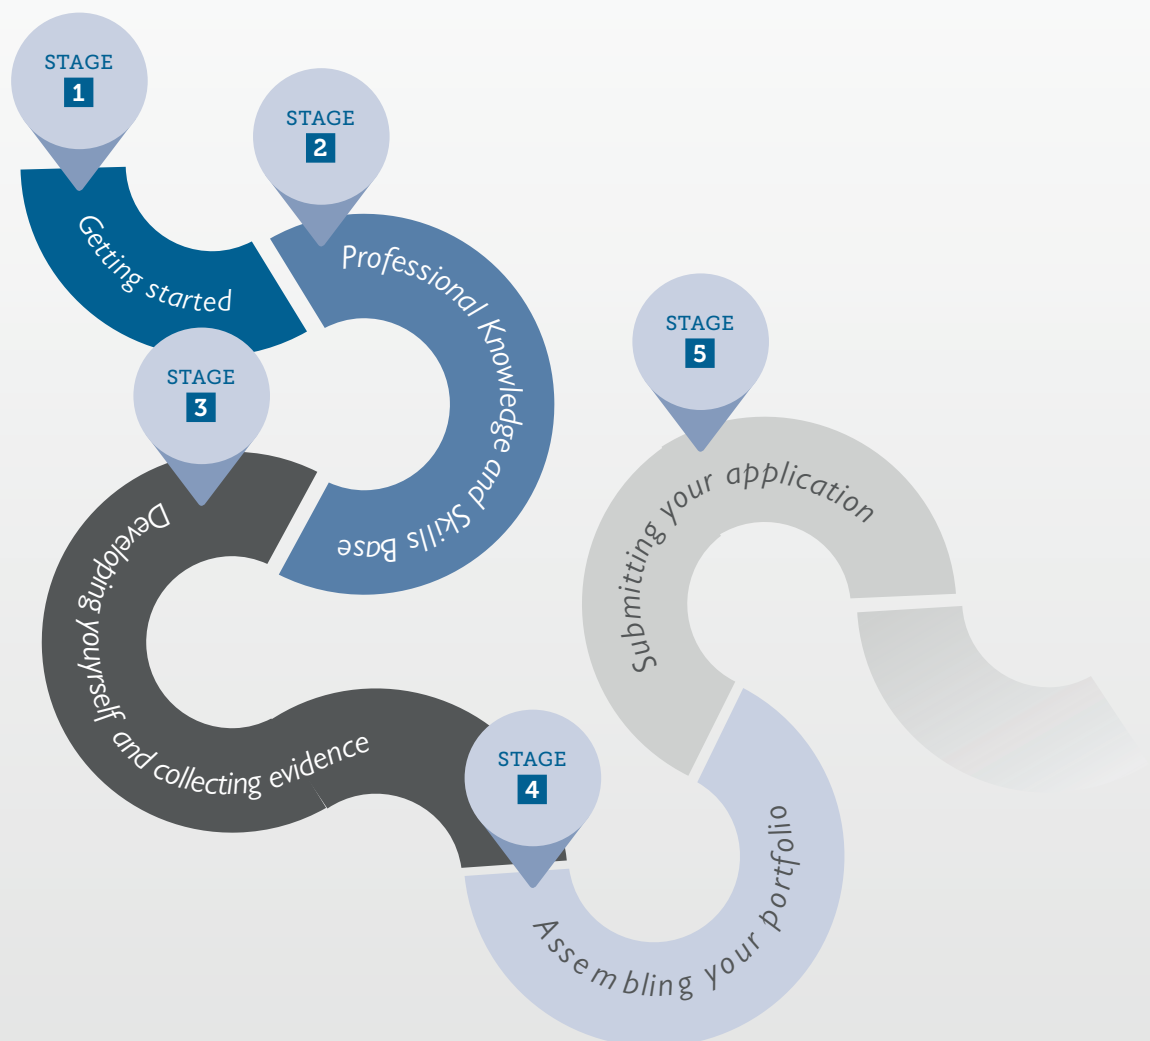 STAGE
1
Getting started
STAGE
2
Professional Knowledge and Skills Base
STAGE
3
Developing youyrself and collecting evidence
STAGE
4
Assembling your portfolio
STAGE
5
Submitting your application